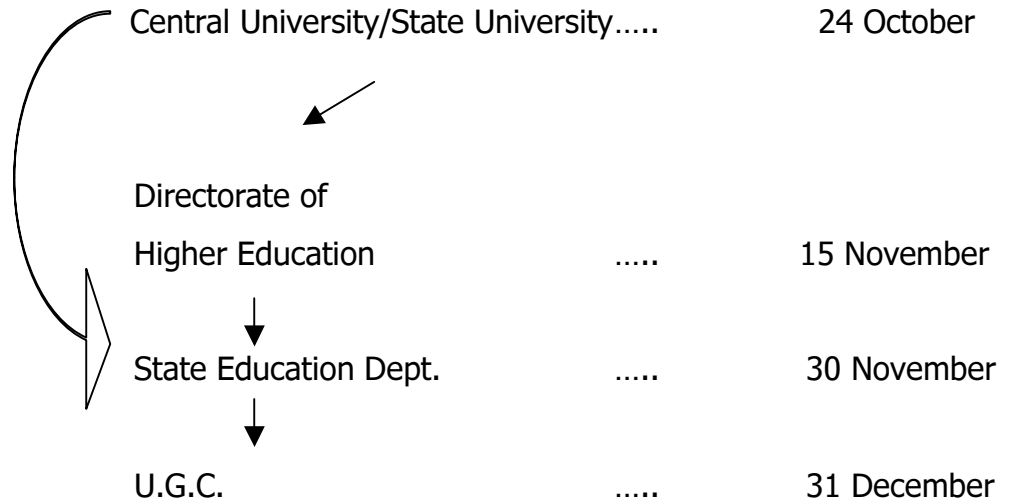 Central University/State University….. 24 October
Directorate of
Higher Education ….. 15 November
State Education Dept. ….. 30 November
U.G.C. ….. 31 December